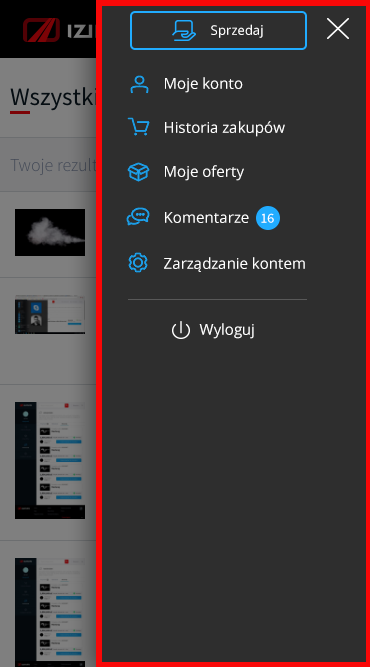 Sprzedaj
IZI
Wszystki
Moje konto
Historia zakupów
Twoje rezult
Moje oferty
Komentarze 16
Zarządzanie kontem
Wyloguj